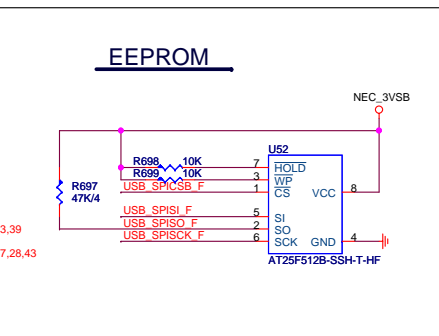 EEPROM
NEC_3VSB
U52
R698 10K
7
HOLD
R699 10K
3
WP
R697
47K/4
USB_SPICSB_F
1
CS
VCC
8
USB_SPISI_F
5
SI
USB_SPISO_F
2
SO
3,39
USB_SPISCK_F
6
SCK
GND
4
7,28,43
AT25F512B-SSH-T-HF